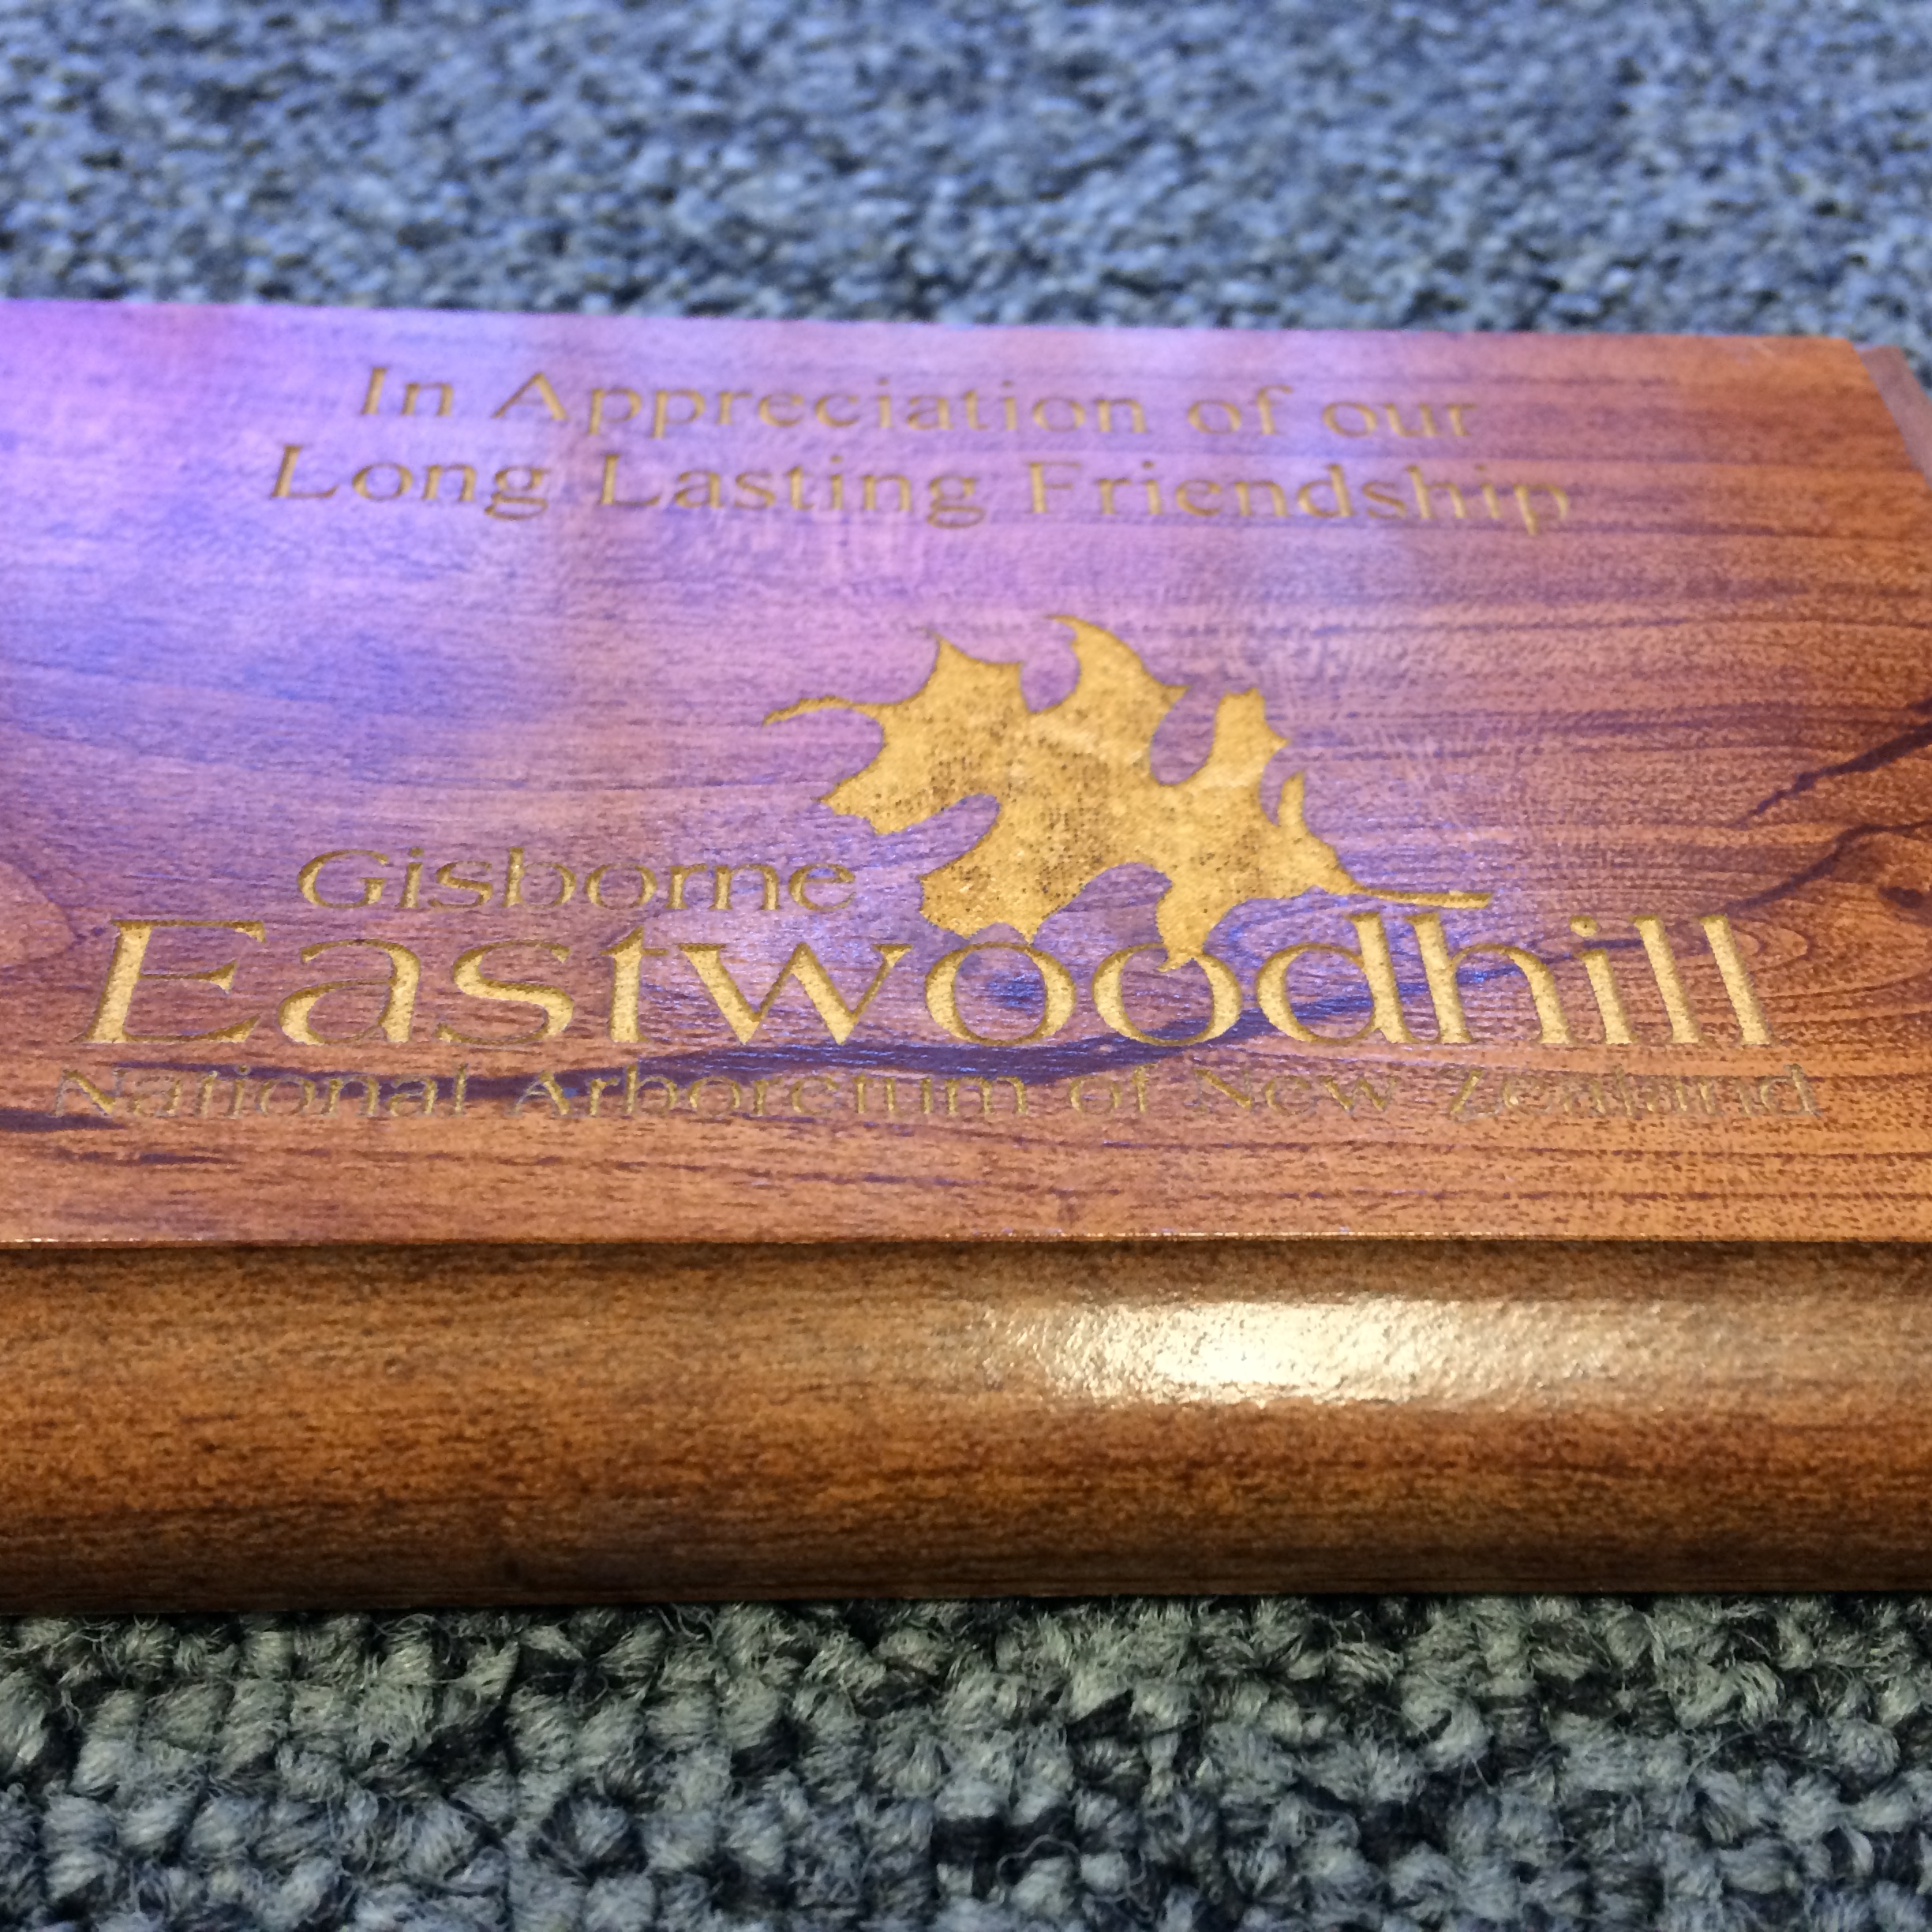 In Appreciation of our
Long Lasting Friendship
Gisborne
Eastwoodhill
National Arboretum of New Zealand